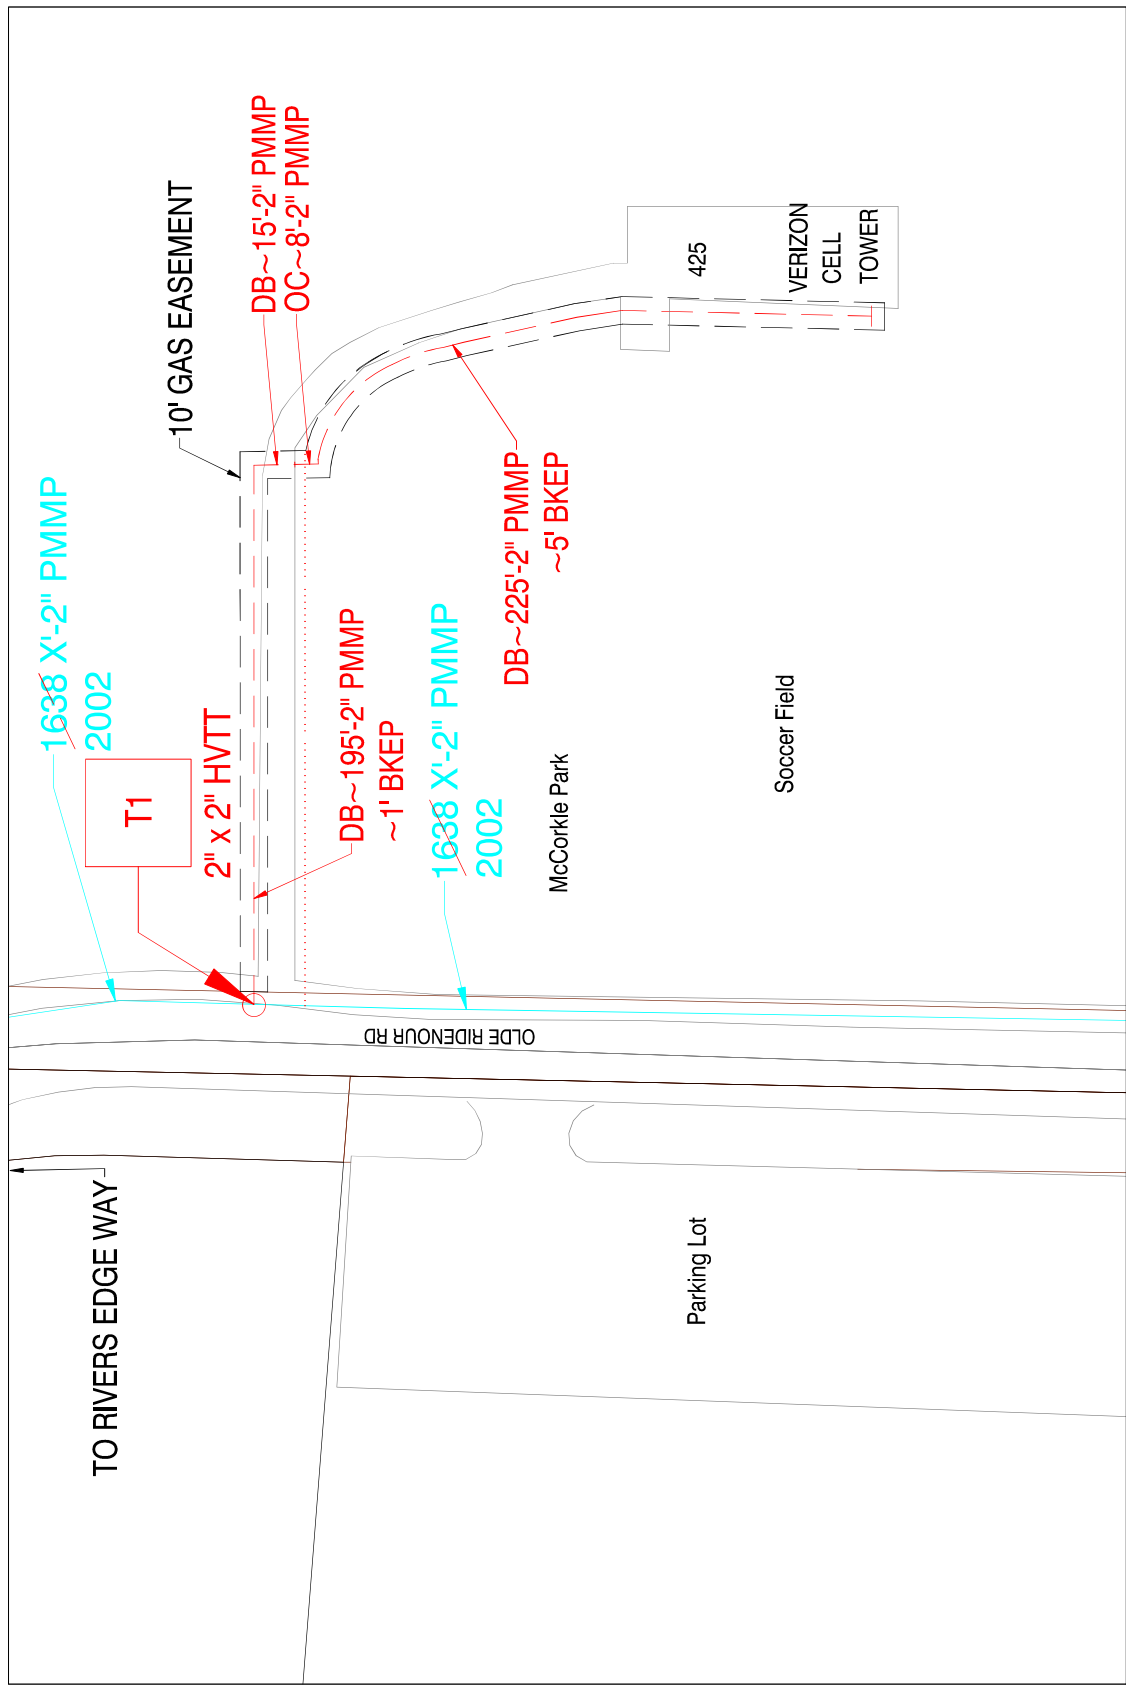 1638 X'-2" PMMP
2002
T1
2" x 2" HVTT
10' GAS EASEMENT
DB~15'-2" PMMP
OC~8'-2" PMMP
DB~195'-2" PMMP
~1' BKEP
1638 X'-2" PMMP
2002
DB~225'-2" PMMP
~5' BKEP
McCorkle Park
425
VERIZON
CELL
TOWER
Soccer Field
OLDE RIDENOUR RD
TO RIVERS EDGE WAY
Parking Lot